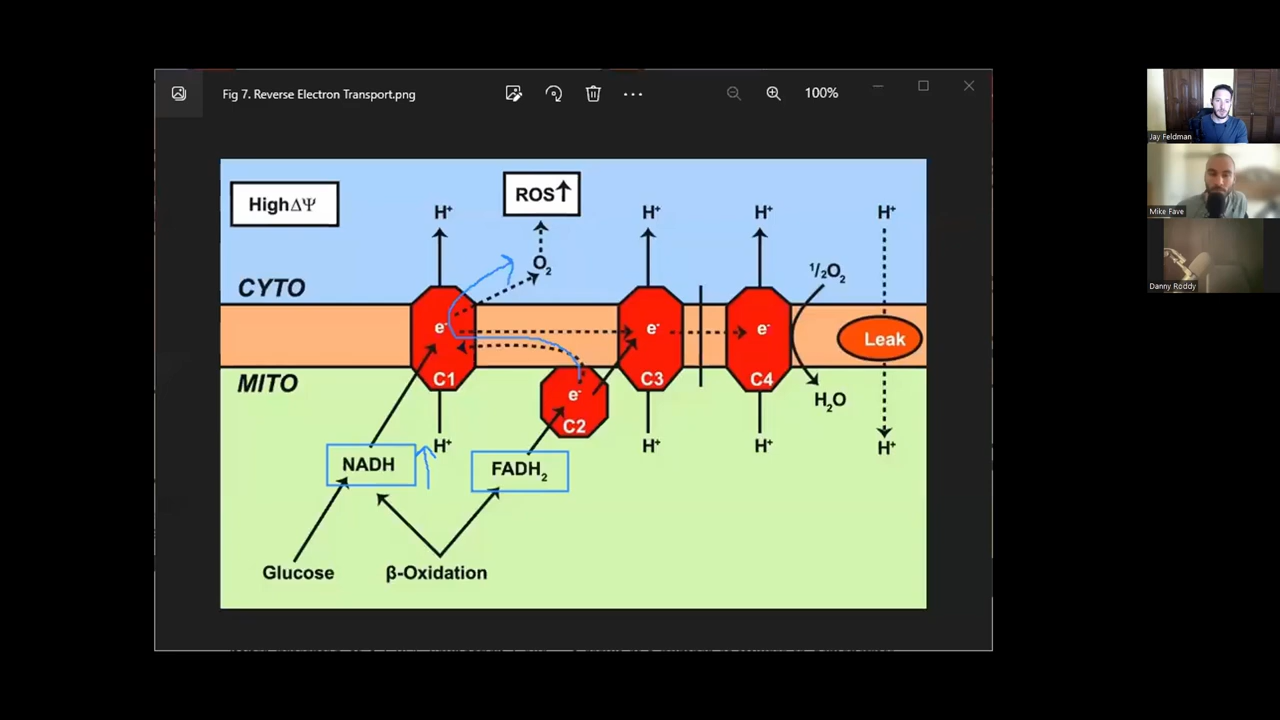 Fig 7. Reverse Electron Transport.png
100%
Jay Feldman
Mike Fave
Danny Roddy
High ΔΨ
ROS↑
H⁺
H⁺
H⁺
H⁺
O₂
½O₂
CYTO
e⁻
e⁻
e⁻
Leak
MITO
C1
C3
C4
e⁻
C2
H₂O
H⁺
H⁺
H⁺
H⁺
NADH
FADH₂
Glucose
β-Oxidation